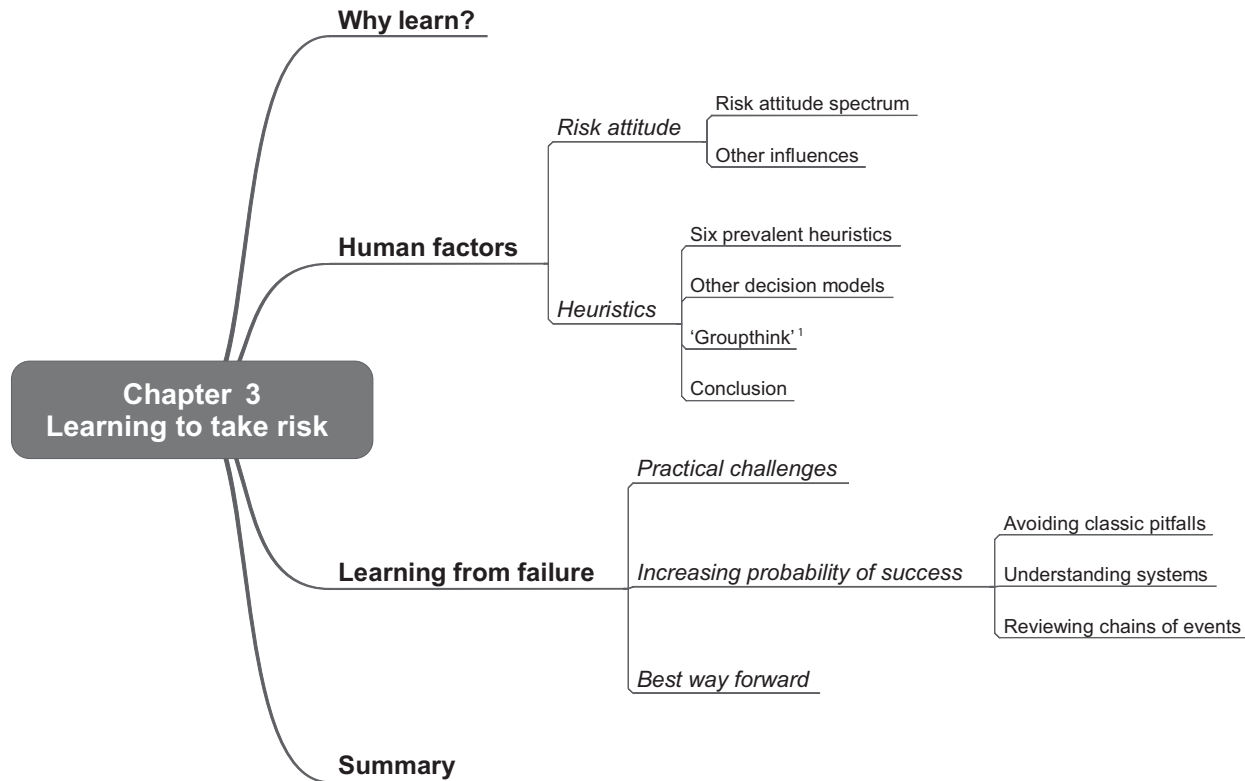 Chapter 3
Learning to take risk
Why learn?
Human factors
Risk attitude
Risk attitude spectrum
Other influences
Heuristics
Six prevalent heuristics
Other decision models
‘Groupthink’ 1
Conclusion
Learning from failure
Practical challenges
Increasing probability of success
Avoiding classic pitfalls
Understanding systems
Reviewing chains of events
Best way forward
Summary